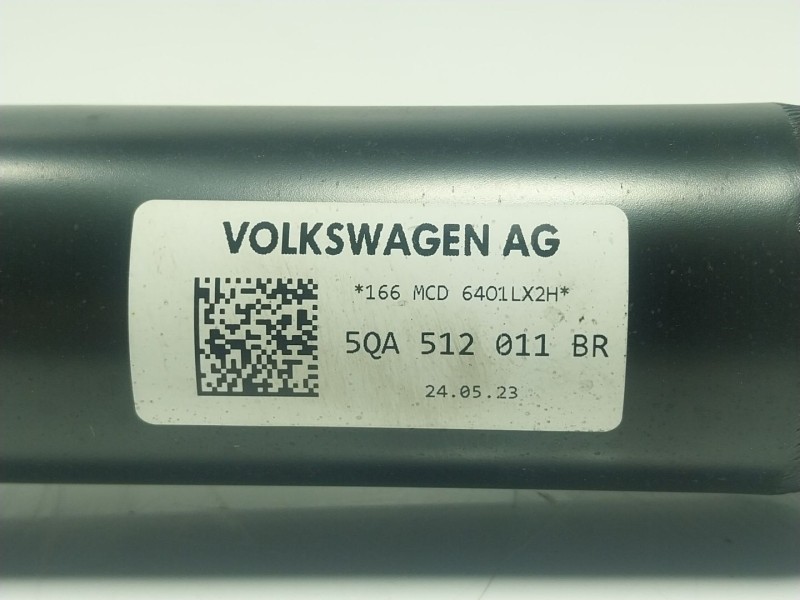 VOLKSWAGEN AG
*166 MCD 6401LX2H*
5QA 512 011 BR
24.05.23